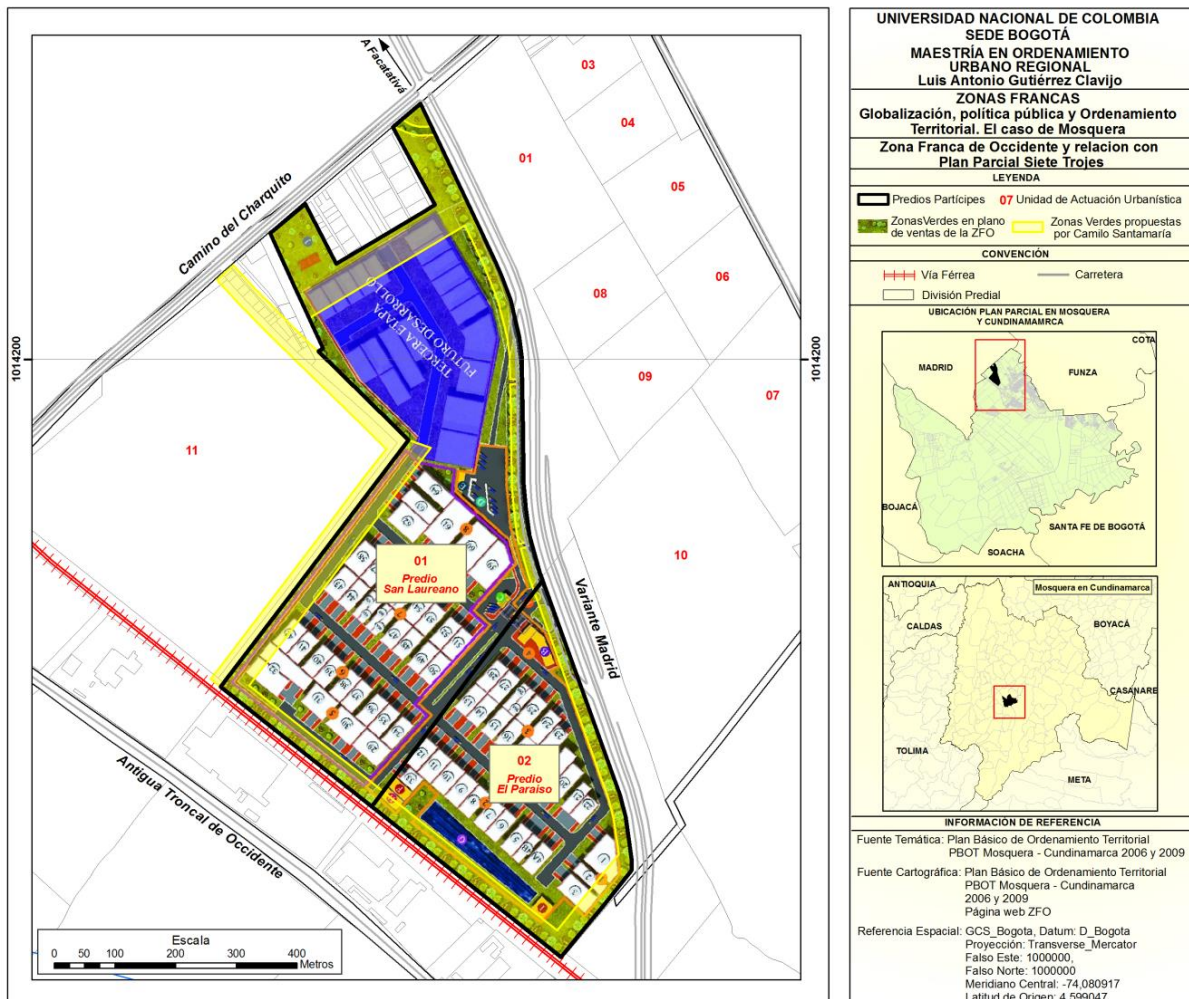 A Facatativá
03
04
01
05
Camino del Charquito
06
08
TERCERA ETAPA
FUTURO DESARROLLO
1014200
1014200
09
07
11
10
01
Predio
San Laureano
Variante Madrid
02
Predio
El Paraiso
Antigua Troncal de Occidente
Escala
0 50 100 200 300 400
Metros
UNIVERSIDAD NACIONAL DE COLOMBIA
SEDE BOGOTÁ
MAESTRÍA EN ORDENAMIENTO
URBANO REGIONAL
Luis Antonio Gutiérrez Clavijo
ZONAS FRANCAS
Globalización, política pública y Ordenamiento
Territorial. El caso de Mosquera
Zona Franca de Occidente y relacion con
Plan Parcial Siete Trojes
LEYENDA
Predios Partícipes 07 Unidad de Actuación Urbanística
ZonasVerdes en plano
de ventas de la ZFO
Zonas Verdes propuestas
por Camilo Santamaría
CONVENCIÓN
Vía Férrea Carretera
División Predial
UBICACIÓN PLAN PARCIAL EN MOSQUERA
Y CUNDINAMAMRCA
COTA
MADRID
FUNZA
BOJACÁ
SANTA FE DE BOGOTÁ
SOACHA
ANTIOQUIA
Mosquera en Cundinamarca
CALDAS
BOYACÁ
CASANARE
TOLIMA
META
INFORMACIÓN DE REFERENCIA
Fuente Temática: Plan Básico de Ordenamiento Territorial
PBOT Mosquera - Cundinamarca 2006 y 2009
Fuente Cartográfica: Plan Básico de Ordenamiento Territorial
PBOT Mosquera - Cundinamarca
2006 y 2009
Página web ZFO
Referencia Espacial: GCS_Bogota, Datum: D_Bogota
Proyección: Transverse_Mercator
Falso Este: 1000000,
Falso Norte: 1000000
Meridiano Central: -74,080917
Latitud de Origen: 4,599047